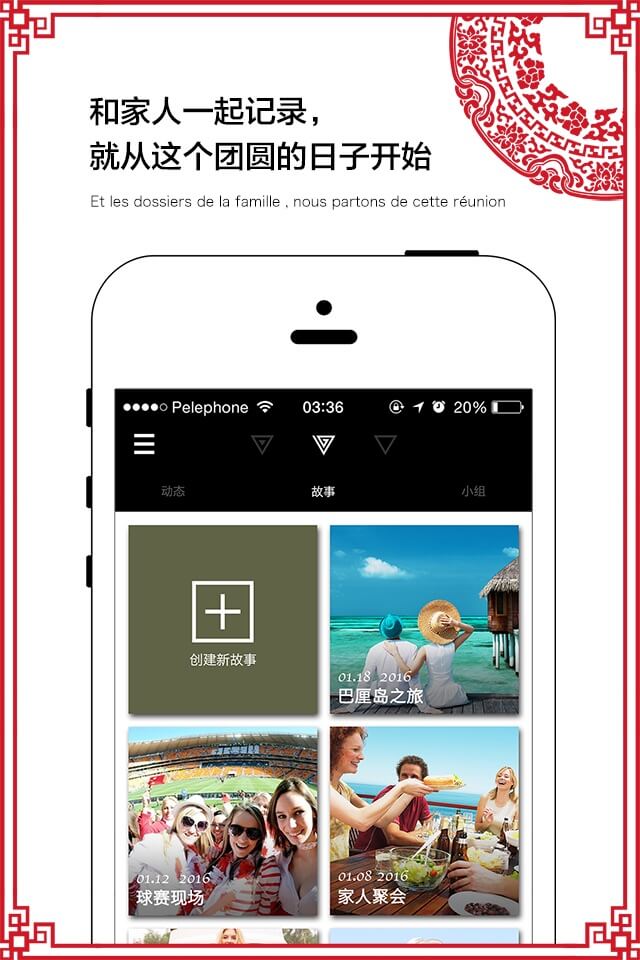 和家人一起记录，
就从这个团圆的日子开始
Et les dossiers de la famille , nous partons de cette réunion
Pelephone 03:36 20%
动态 故事 小组
创建新故事
01.18 2016
巴厘岛之旅
01.12 2016
球赛现场
01.08 2016
家人聚会